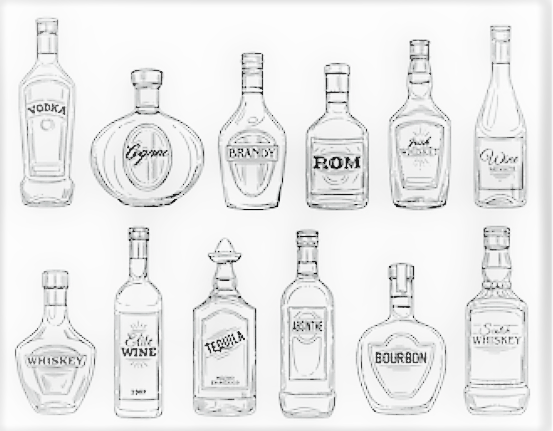 VODKA
Cognac
BRANDY
ROM
Irish
WHISKEY
Wine
WHISKEY
Elite
WINE
TEQUILA
ABSINTHE
BOURBON
Scotch
WHISKEY